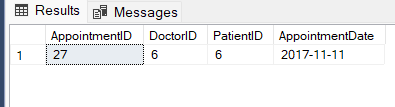 Results Messages
AppointmentID DoctorID PatientID AppointmentDate
1 27 6 6 2017-11-11